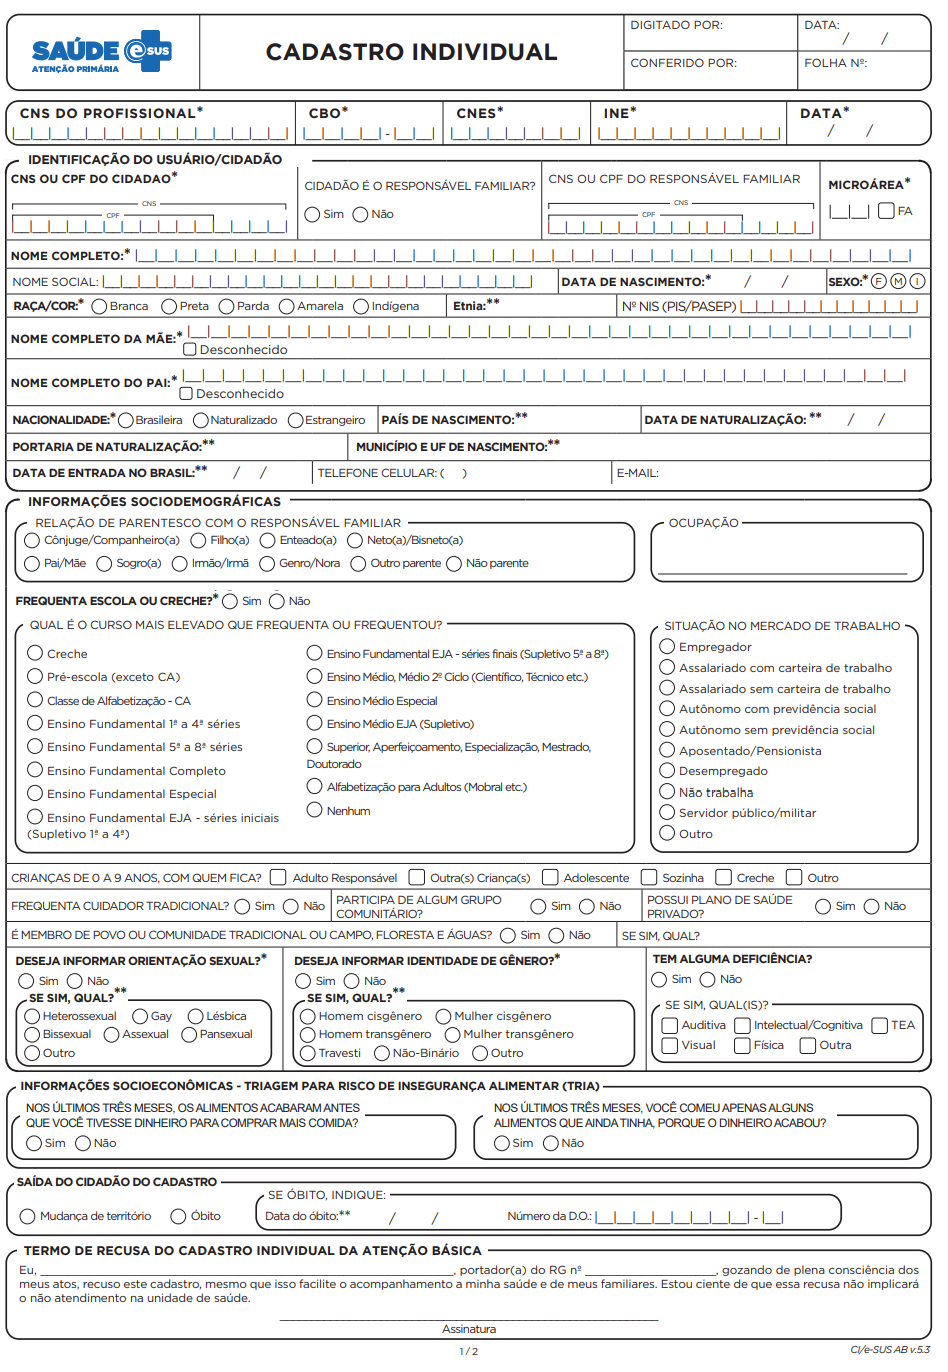 SAÚDE e SUS
ATENÇÃO PRIMÁRIA
CADASTRO INDIVIDUAL
DIGITADO POR: DATA: / /
CONFERIDO POR: FOLHA Nº:
CNS DO PROFISSIONAL* CBO* CNES* INE* DATA*
- / /
IDENTIFICAÇÃO DO USUÁRIO/CIDADÃO
CNS OU CPF DO CIDADAO* CIDADÃO É O RESPONSÁVEL FAMILIAR? CNS OU CPF DO RESPONSÁVEL FAMILIAR MICROÁREA*
CNS CNS
CPF Sim Não CPF FA
NOME COMPLETO:*
NOME SOCIAL: DATA DE NASCIMENTO:* / / SEXO:* F M I
RAÇA/COR:* Branca Preta Parda Amarela Indígena Etnia:** Nº NIS (PIS/PASEP)
NOME COMPLETO DA MÃE:*
Desconhecido
NOME COMPLETO DO PAI:*
Desconhecido
NACIONALIDADE:* Brasileira Naturalizado Estrangeiro PAÍS DE NASCIMENTO:** DATA DE NATURALIZAÇÃO: ** / /
PORTARIA DE NATURALIZAÇÃO:** MUNICÍPIO E UF DE NASCIMENTO:**
DATA DE ENTRADA NO BRASIL:** / / TELEFONE CELULAR: ( ) E-MAIL:
INFORMAÇÕES SOCIODEMOGRÁFICAS
RELAÇÃO DE PARENTESCO COM O RESPONSÁVEL FAMILIAR OCUPAÇÃO
Cônjuge/Companheiro(a) Filho(a) Enteado(a) Neto(a)/Bisneto(a)
Pai/Mãe Sogro(a) Irmão/Irmã Genro/Nora Outro parente Não parente
FREQUENTA ESCOLA OU CRECHE?* Sim Não
QUAL É O CURSO MAIS ELEVADO QUE FREQUENTA OU FREQUENTOU?
Creche
Pré-escola (exceto CA)
Classe de Alfabetização - CA
Ensino Fundamental 1ª a 4ª séries
Ensino Fundamental 5ª a 8ª séries
Ensino Fundamental Completo
Ensino Fundamental Especial
Ensino Fundamental EJA - séries iniciais
(Supletivo 1ª a 4ª)
Ensino Fundamental EJA - séries finais (Supletivo 5ª a 8ª)
Ensino Médio, Médio 2º Ciclo (Científico, Técnico etc.)
Ensino Médio Especial
Ensino Médio EJA (Supletivo)
Superior, Aperfeiçoamento, Especialização, Mestrado,
Doutorado
Alfabetização para Adultos (Mobral etc.)
Nenhum
SITUAÇÃO NO MERCADO DE TRABALHO
Empregador
Assalariado com carteira de trabalho
Assalariado sem carteira de trabalho
Autônomo com previdência social
Autônomo sem previdência social
Aposentado/Pensionista
Desempregado
Não trabalha
Servidor público/militar
Outro
CRIANÇAS DE 0 A 9 ANOS, COM QUEM FICA? Adulto Responsável Outra(s) Criança(s) Adolescente Sozinha Creche Outro
FREQUENTA CUIDADOR TRADICIONAL? Sim Não
PARTICIPA DE ALGUM GRUPO
COMUNITÁRIO? Sim Não
POSSUI PLANO DE SAÚDE
PRIVADO? Sim Não
É MEMBRO DE POVO OU COMUNIDADE TRADICIONAL OU CAMPO, FLORESTA E ÁGUAS? Sim Não SE SIM, QUAL?
DESEJA INFORMAR ORIENTAÇÃO SEXUAL?*
Sim Não
SE SIM, QUAL?**
Heterossexual Gay Lésbica
Bissexual Assexual Pansexual
Outro
DESEJA INFORMAR IDENTIDADE DE GÊNERO?*
Sim Não
SE SIM, QUAL?**
Homem cisgênero Mulher cisgênero
Homem transgênero Mulher transgênero
Travesti Não-Binário Outro
TEM ALGUMA DEFICIÊNCIA?
Sim Não
SE SIM, QUAL(IS)?
Auditiva Intelectual/Cognitiva TEA
Visual Física Outra
INFORMAÇÕES SOCIOECONÔMICAS - TRIAGEM PARA RISCO DE INSEGURANÇA ALIMENTAR (TRIA)
NOS ÚLTIMOS TRÊS MESES, OS ALIMENTOS ACABARAM ANTES
QUE VOCÊ TIVESSE DINHEIRO PARA COMPRAR MAIS COMIDA?
Sim Não
NOS ÚLTIMOS TRÊS MESES, VOCÊ COMEU APENAS ALGUNS
ALIMENTOS QUE AINDA TINHA, PORQUE O DINHEIRO ACABOU?
Sim Não
SAÍDA DO CIDADÃO DO CADASTRO
Mudança de território Óbito
SE ÓBITO, INDIQUE:
Data do óbito:** / / Número da D.O.: -
TERMO DE RECUSA DO CADASTRO INDIVIDUAL DA ATENÇÃO BÁSICA
Eu, ____, portador(a) do RG nº ____, gozando de plena consciência dos
meus atos, recuso este cadastro, mesmo que isso facilite o acompanhamento a minha saúde e de meus familiares. Estou ciente de que essa recusa não implicará
o não atendimento na unidade de saúde.
Assinatura
1 / 2
CI/e-SUS AB v.5.3